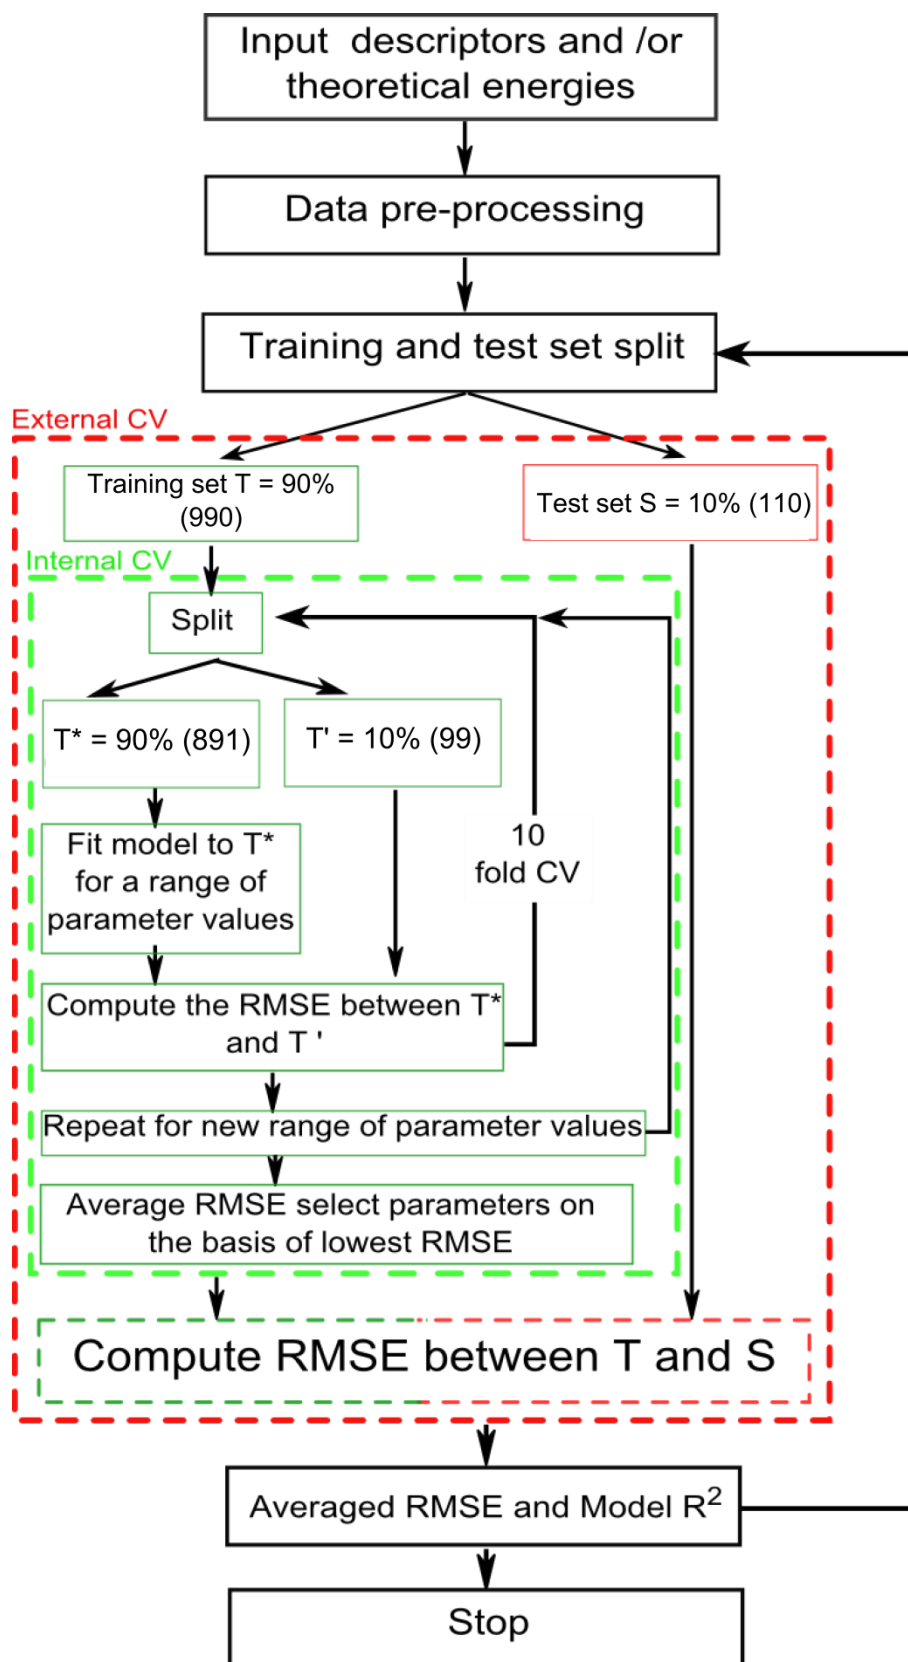 Input descriptors and /or
theoretical energies
Data pre-processing
Training and test set split
External CV
Training set T = 90%
(990)
Test set S = 10% (110)
Internal CV
Split
T* = 90% (891)
T' = 10% (99)
Fit model to T*
for a range of
parameter values
10
fold CV
Compute the RMSE between T*
and T '
Repeat for new range of parameter values
Average RMSE select parameters on
the basis of lowest RMSE
Compute RMSE between T and S
Averaged RMSE and Model R²
Stop